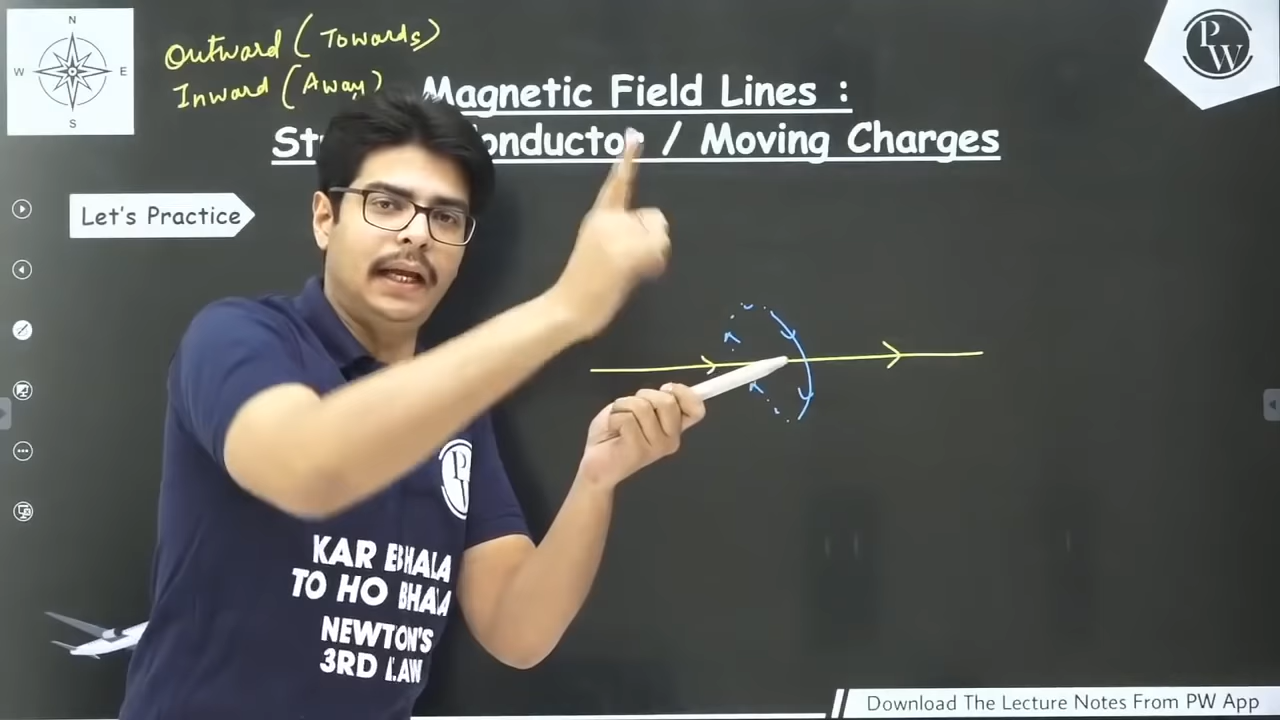 N
W E
S
Outward (Towards)
Inward (Away)
Magnetic Field Lines :
/ Moving Charges
PW
Let's Practice
PW
KAR BHALA
TO HO BHALA
NEWTON'S
3RD LAW
Download The Lecture Notes From PW App